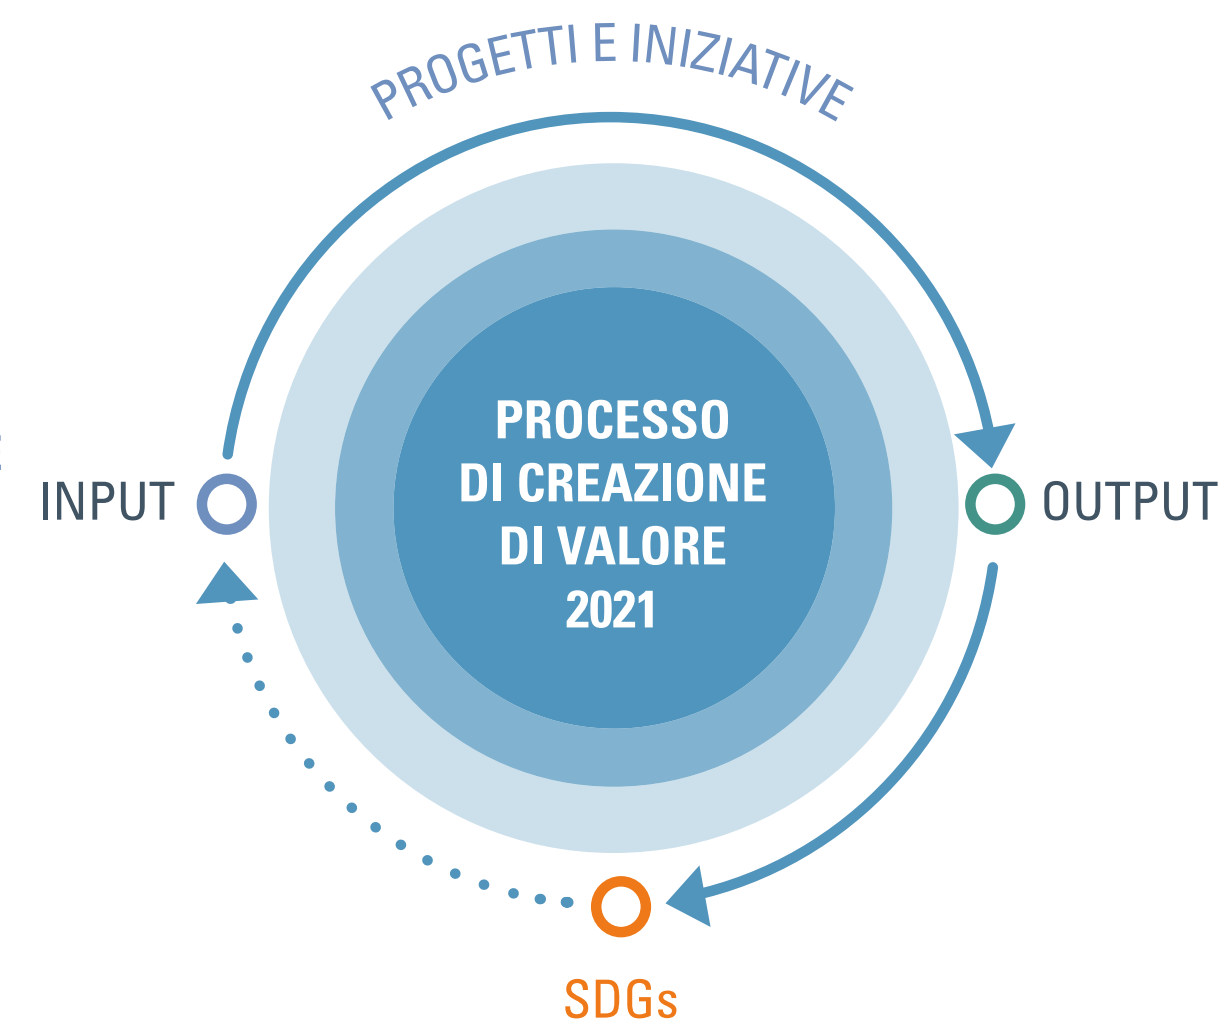 PROGETTI E INIZIATIVE
PROCESSO
DI CREAZIONE
DI VALORE
2021
INPUT
OUTPUT
SDGs